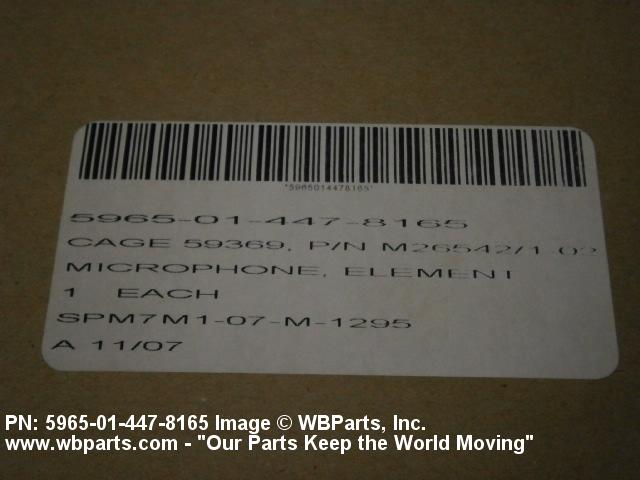 *5965014478165*
5965-01-447-8165
CAGE 59369, P/N M26542/1-02
MICROPHONE, ELEMENT
1 EACH
SPM7M1-07-M-1295
A 11/07
PN: 5965-01-447-8165 Image © WBParts, Inc.
www.wbparts.com - "Our Parts Keep the World Moving"